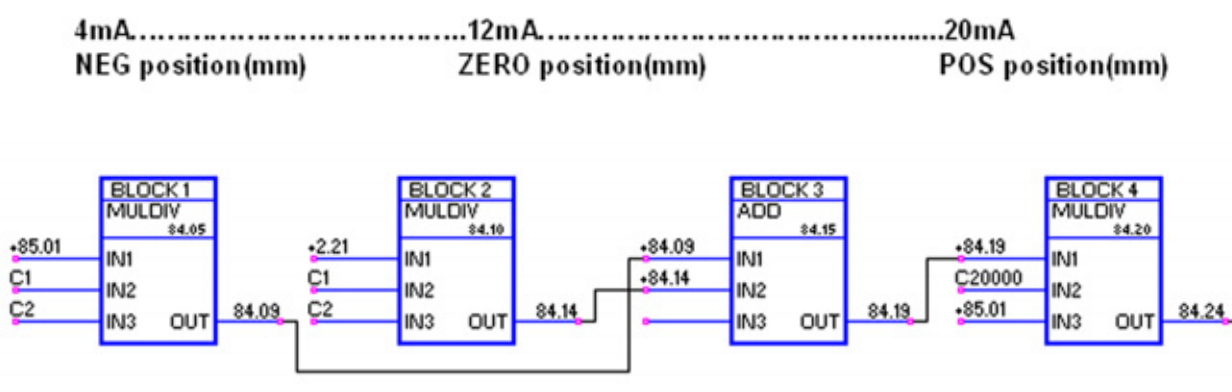 4mA.......................................12mA.............................................20mA
NEG position(mm) ZERO position(mm) POS position(mm)
BLOCK 1 BLOCK 2 BLOCK 3 BLOCK 4
MULDIV MULDIV ADD MULDIV
84.05 84.10 84.15 84.20
+85.01 IN1 +2.21 IN1 +84.09 IN1 +84.19 IN1
C1 IN2 C1 IN2 +84.14 IN2 C20000 IN2
C2 IN3 OUT 84.09 C2 IN3 OUT 84.14 IN3 OUT 84.19 +85.01 IN3 OUT 84.24